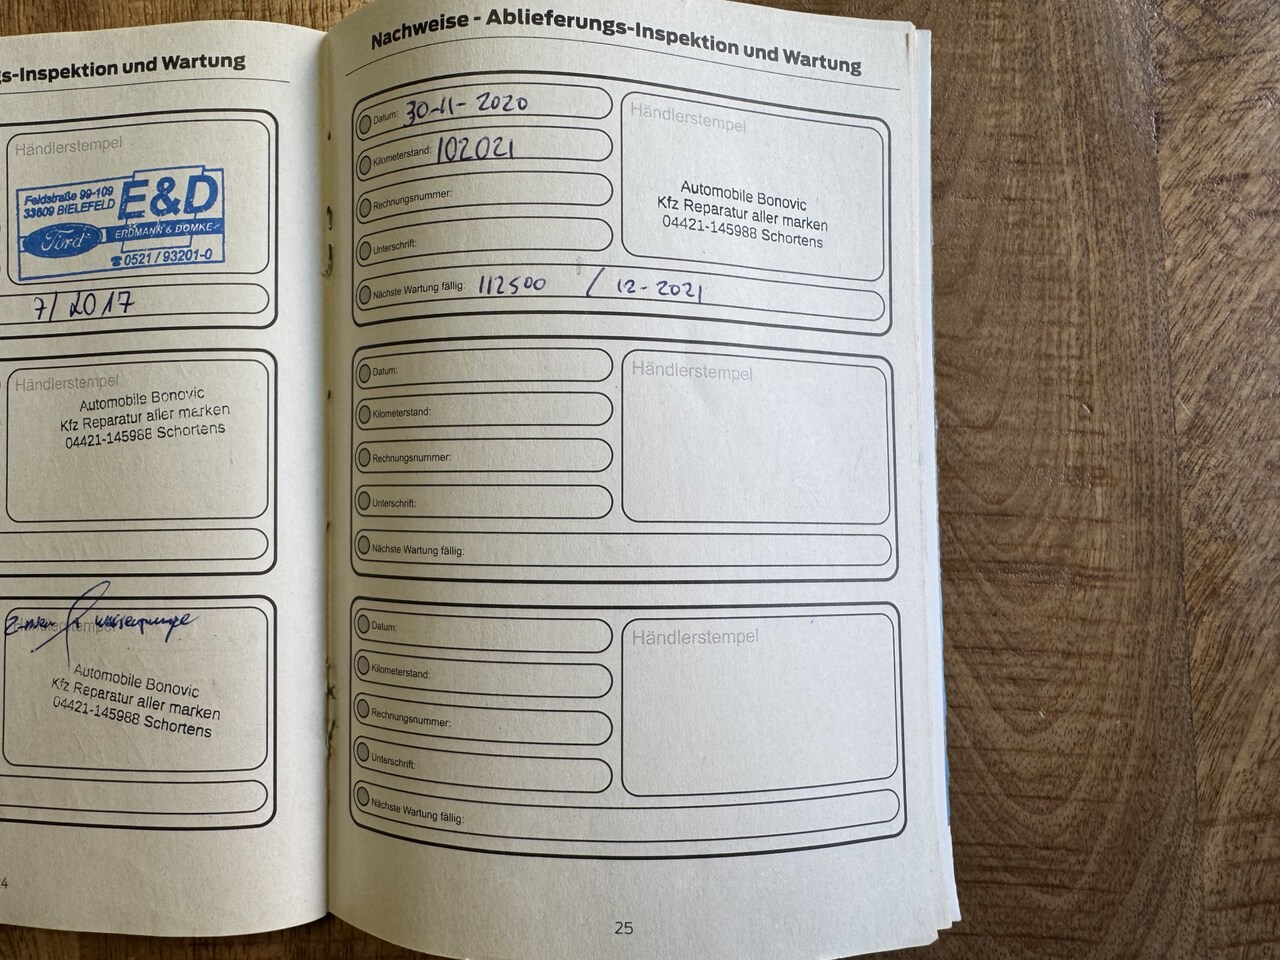 gs-Inspektion und Wartung
Händlerstempel
Feldstraße 99-109
33609 BIELEFELD
E&D
Ford
ERDMANN & DOMKE
☎ 0521 / 93201-0
7/2017
Händlerstempel
Automobile Bonovic
Kfz Reparatur aller marken
04421-145988 Schortens
Händlerstempel
Automobile Bonovic
Kfz Reparatur aller marken
04421-145988 Schortens
4
Nachweise - Ablieferungs-Inspektion und Wartung
Datum: 30-11-2020
Kilometerstand: 102021
Rechnungsnummer:
Unterschrift:
Nächste Wartung fällig: 112500 / 12-2021
Händlerstempel
Automobile Bonovic
Kfz Reparatur aller marken
04421-145988 Schortens
Datum:
Kilometerstand:
Rechnungsnummer:
Unterschrift:
Nächste Wartung fällig:
Händlerstempel
Datum:
Kilometerstand:
Rechnungsnummer:
Unterschrift:
Nächste Wartung fällig:
Händlerstempel
25